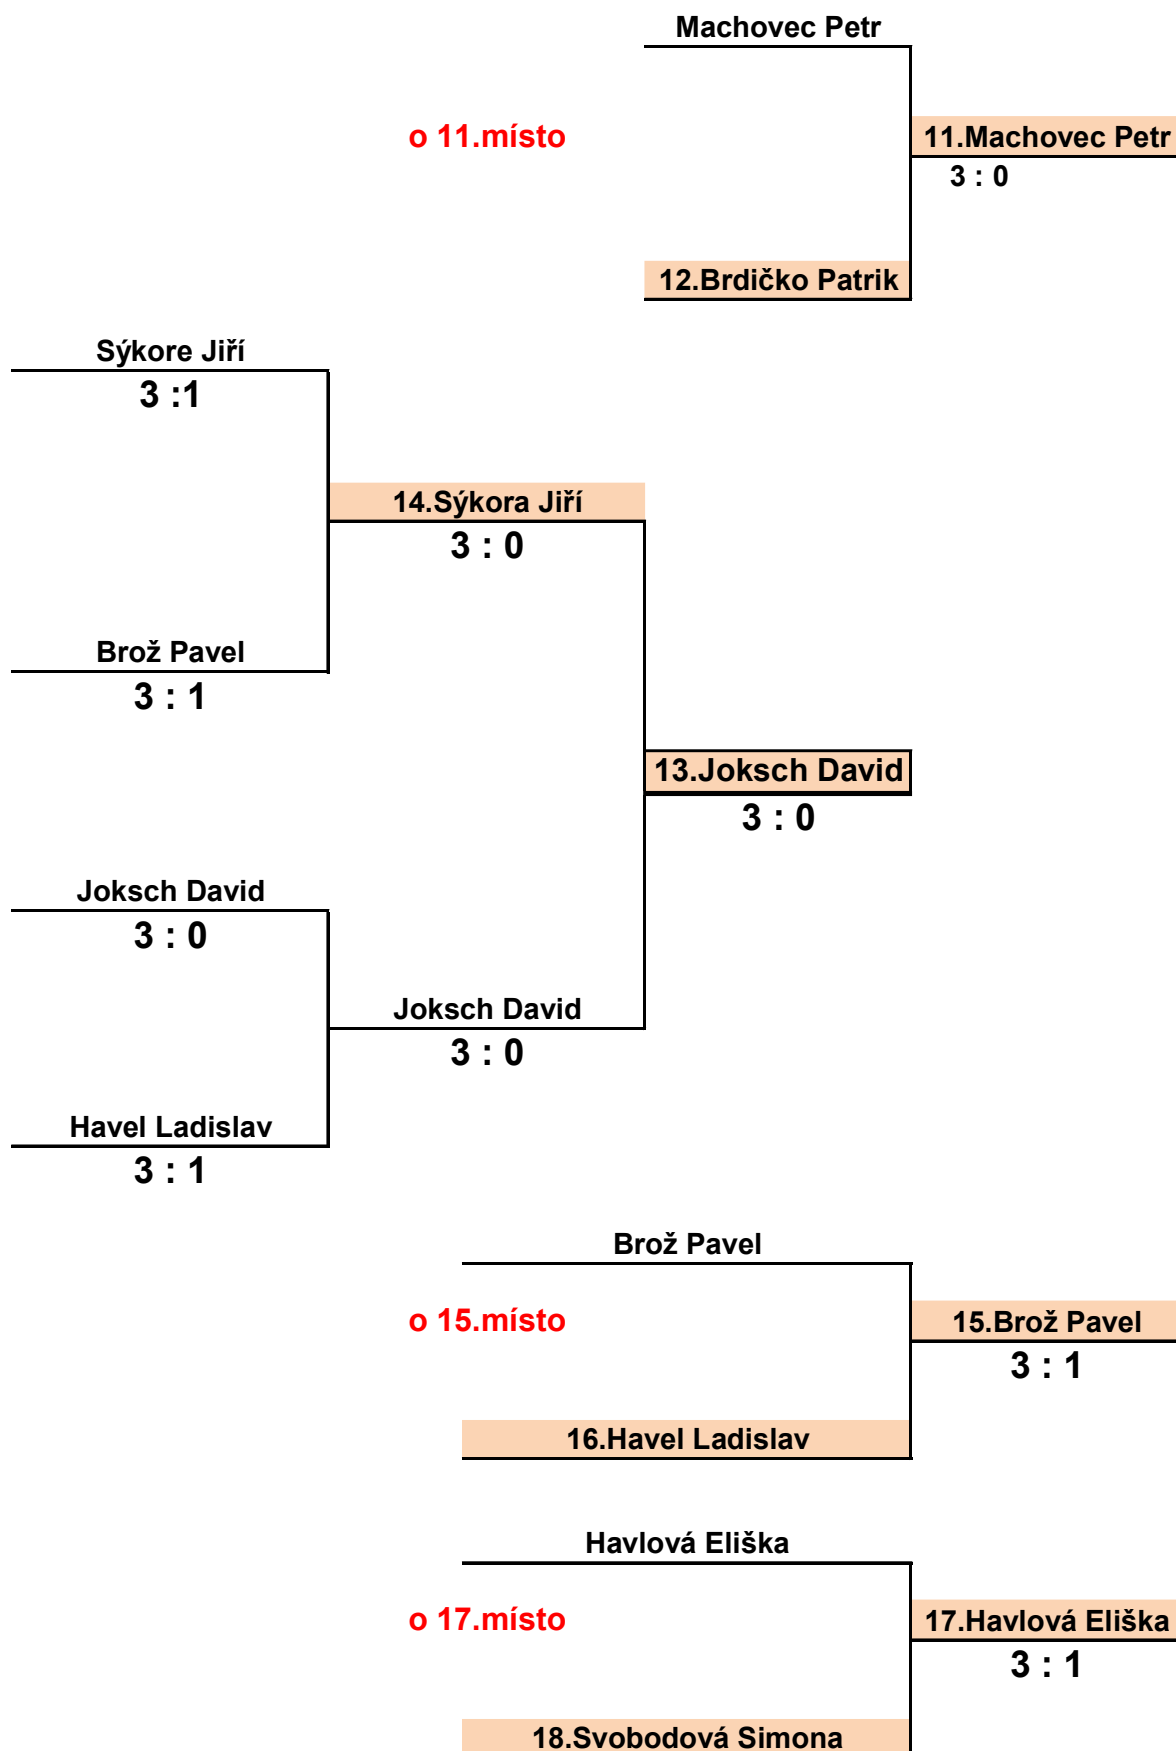 Machovec Petr
o 11.místo
11.Machovec Petr
3 : 0
12.Brdičko Patrik
Sýkore Jiří
3 :1
14.Sýkora Jiří
3 : 0
Brož Pavel
3 : 1
13.Joksch David
3 : 0
Joksch David
3 : 0
Joksch David
3 : 0
Havel Ladislav
3 : 1
Brož Pavel
o 15.místo
15.Brož Pavel
3 : 1
16.Havel Ladislav
Havlová Eliška
o 17.místo
17.Havlová Eliška
3 : 1
18.Svobodová Simona